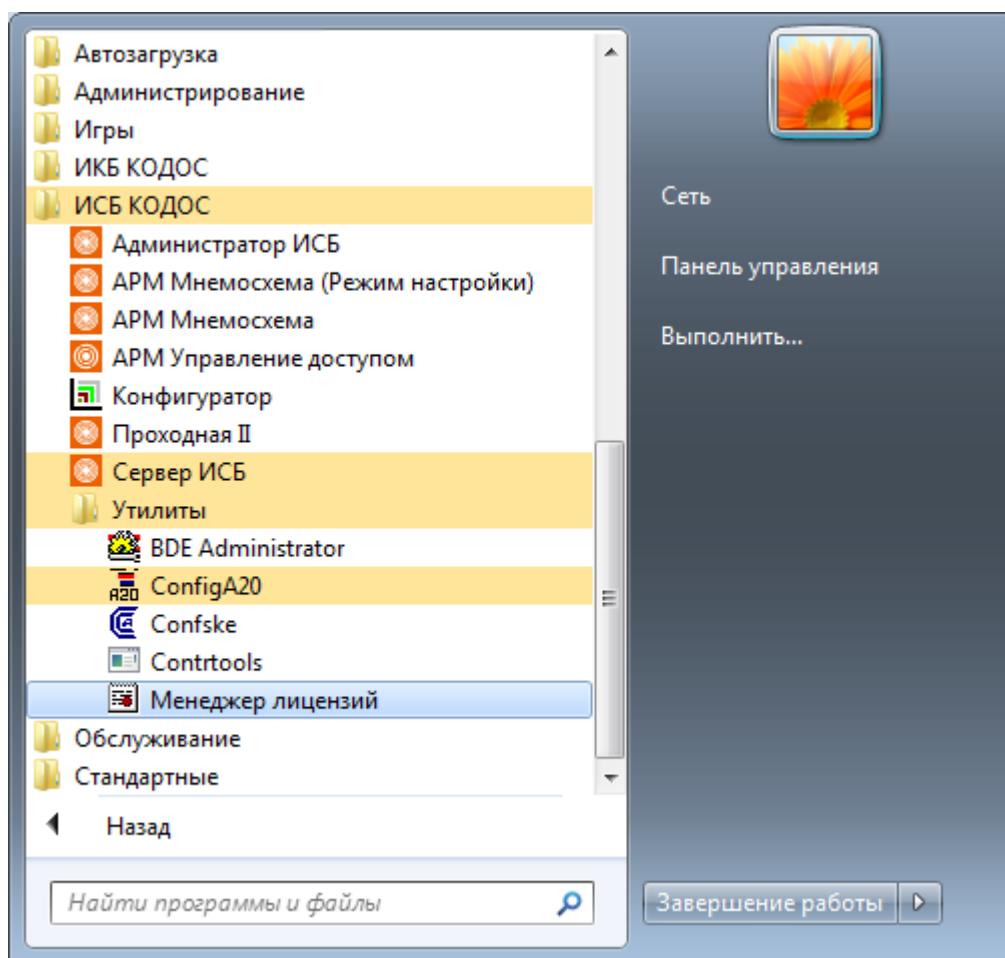 Автозагрузка
Администрирование
Игры
ИКБ КОДОС
ИСБ КОДОС
Администратор ИСБ
АРМ Мнемосхема (Режим настройки)
АРМ Мнемосхема
АРМ Управление доступом
Конфигуратор
Проходная II
Сервер ИСБ
Утилиты
BDE Administrator
A20 ConfigA20
Confske
Contrtools
Менеджер лицензий
Обслуживание
Стандартные
Назад
Найти программы и файлы
Сеть
Панель управления
Выполнить...
Завершение работы